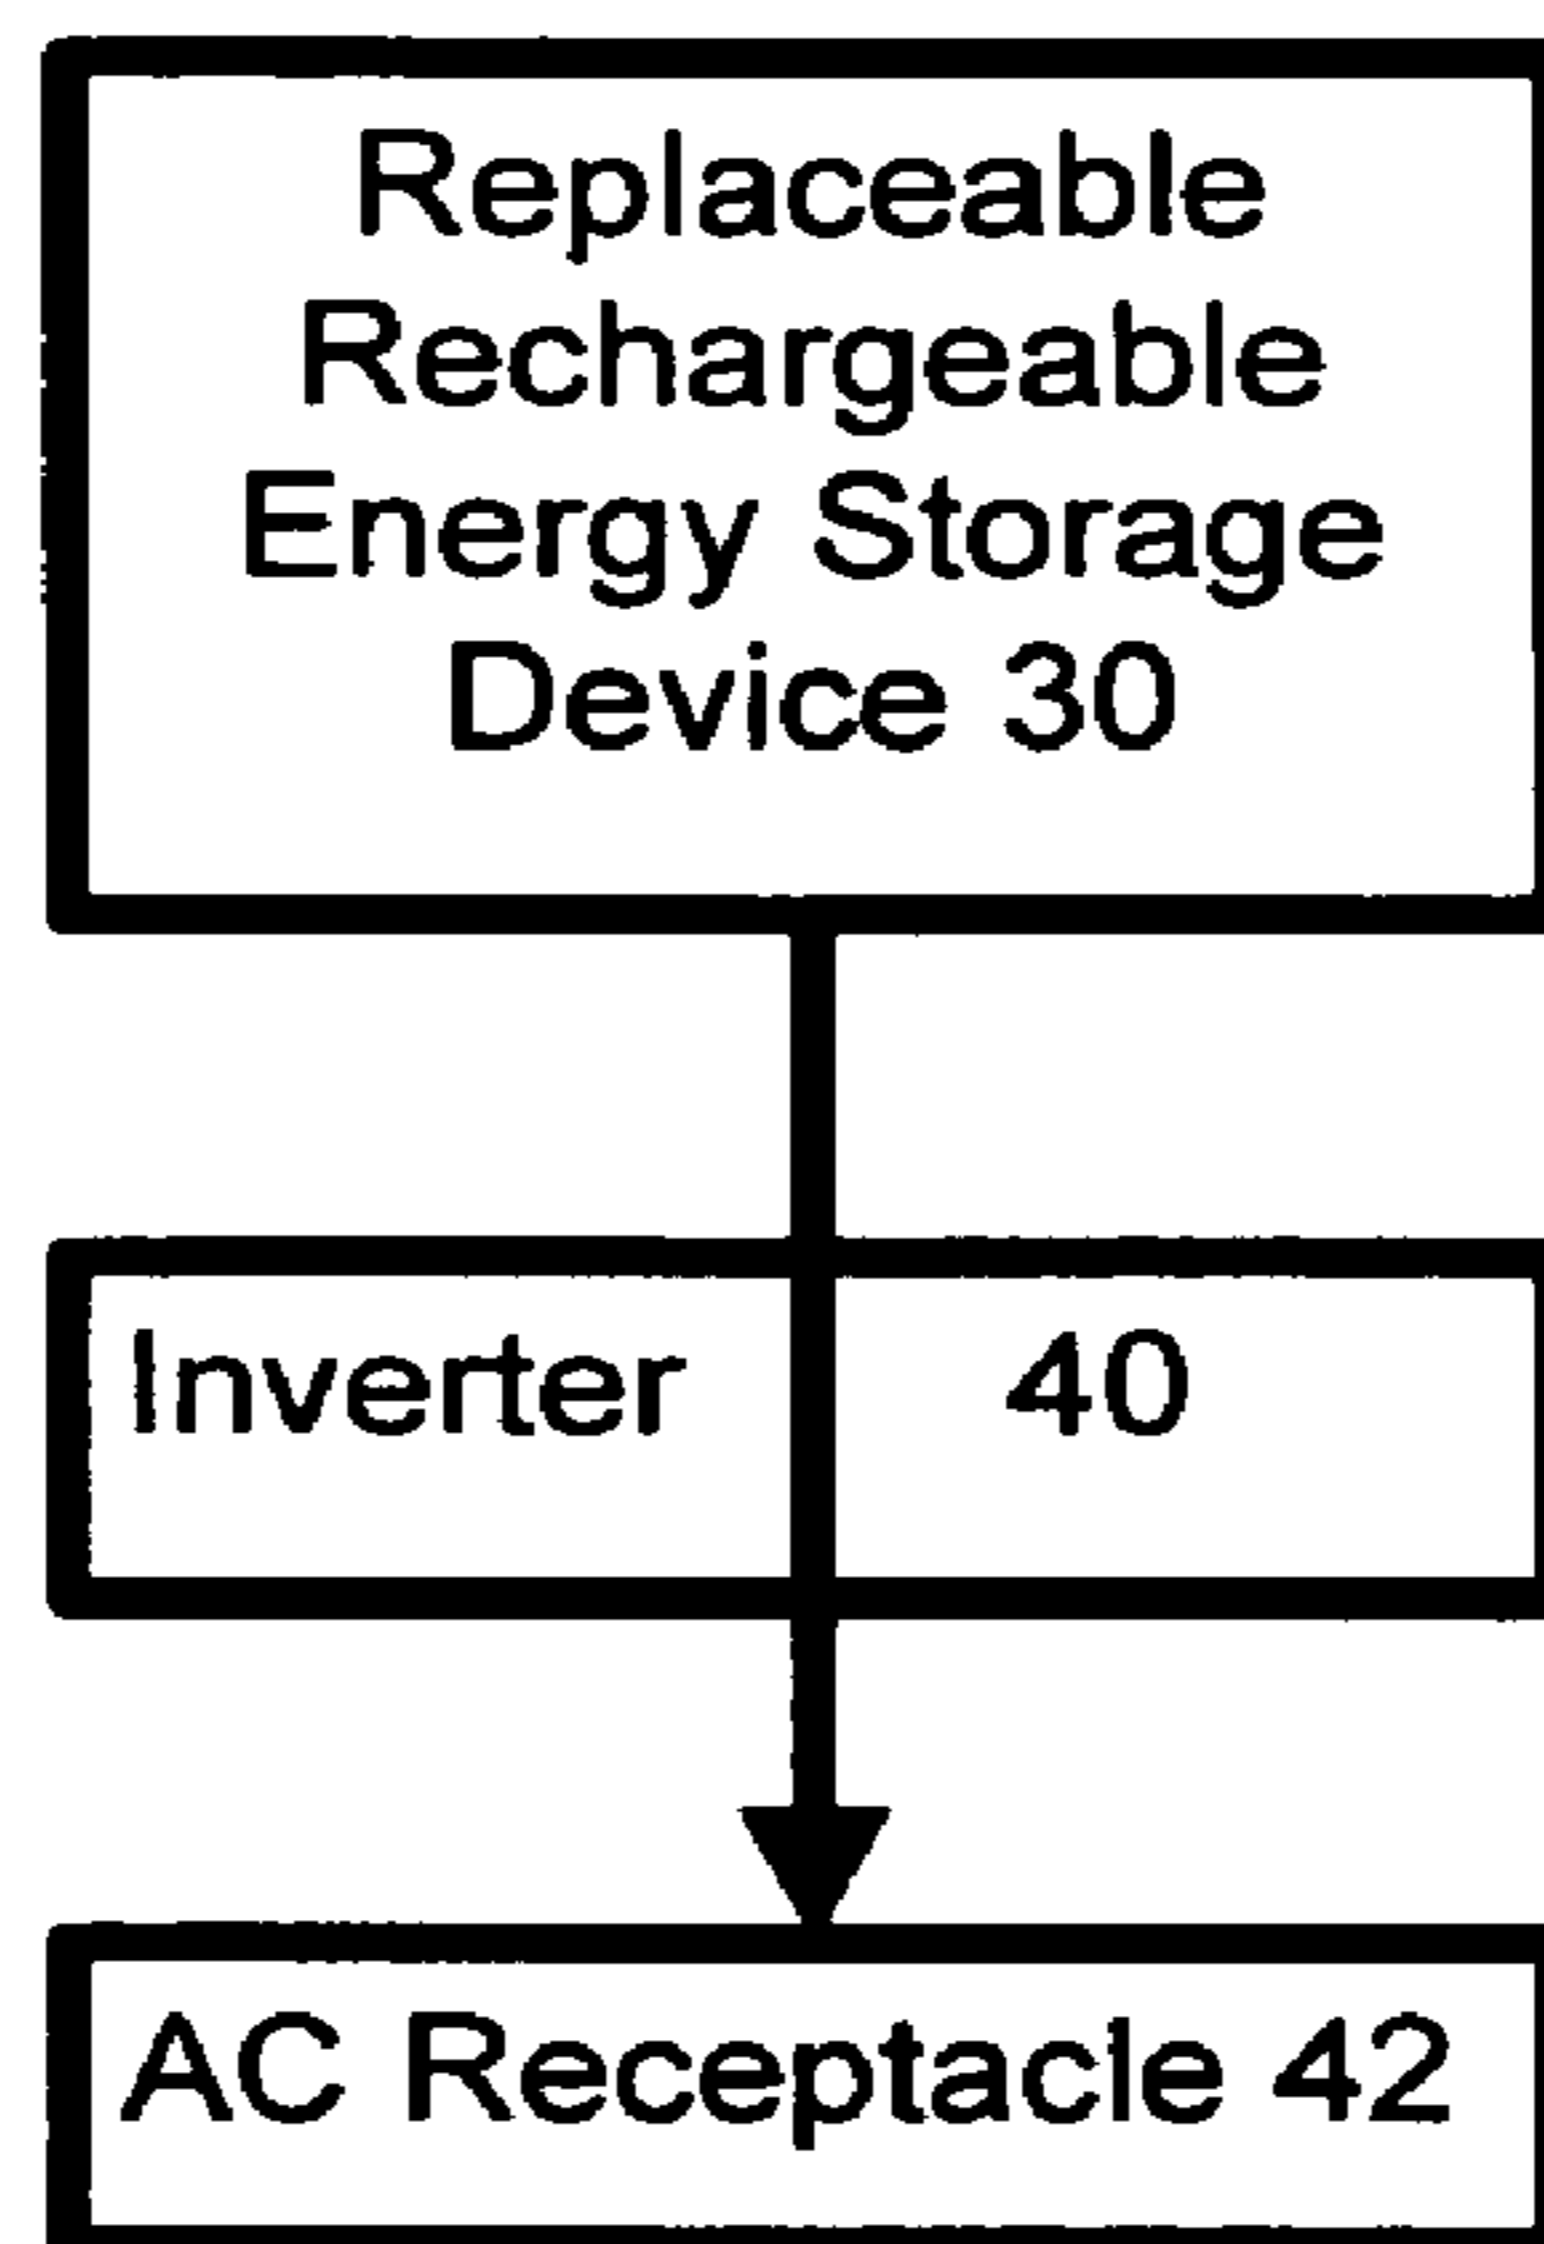 Replaceable
Rechargeable
Energy Storage
Device 30
Inverter 40
AC Receptacle 42